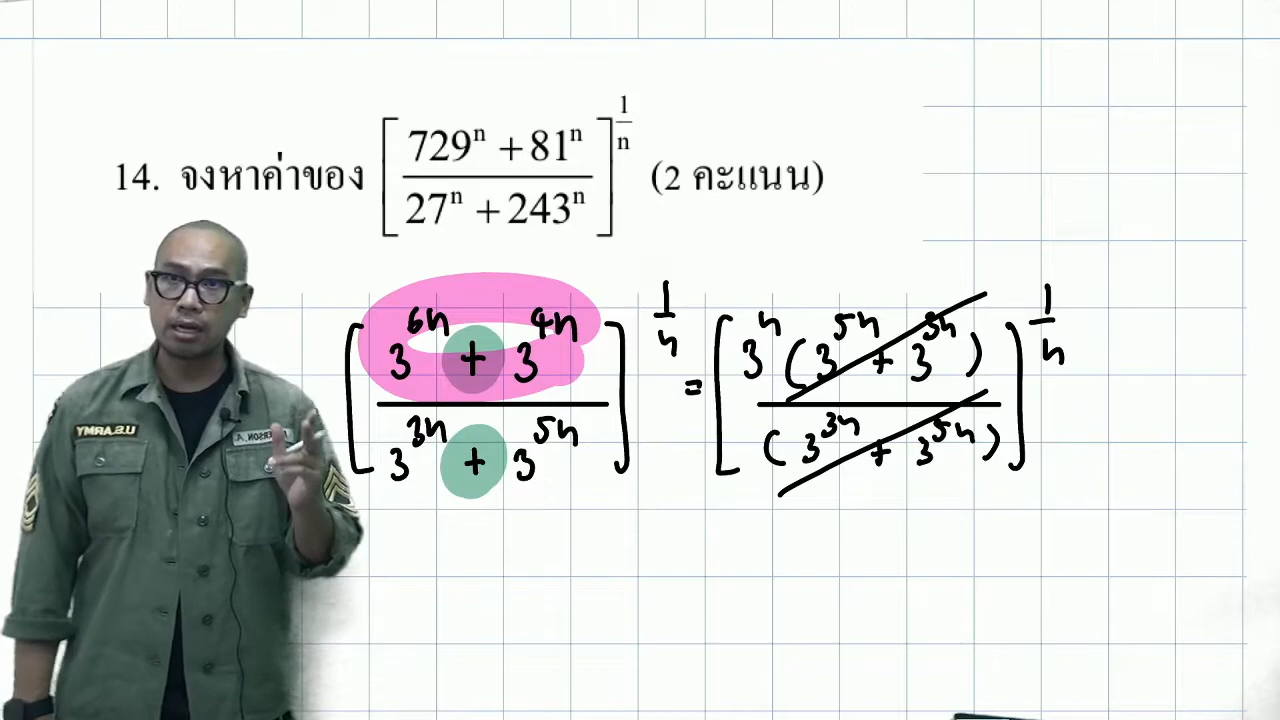 14. จงหาค่าของ [ (729ⁿ + 81ⁿ) / (27ⁿ + 243ⁿ) ]^(1/n) (2 คะแนน)
[ (3^(6n) + 3^(4n)) / (3^(3n) + 3^(5n)) ]^(1/n) = [ 3^n (3^(5n) + 3^(3n)) / (3^(3n) + 3^(5n)) ]^(1/n)
U.S.ARMY